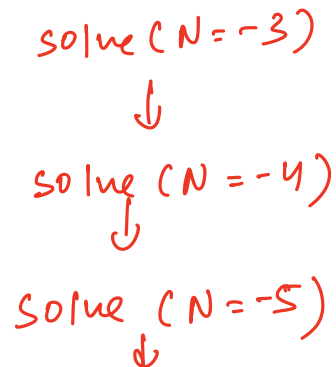 solve (N = -3)
↓
solve (N = -4)
↓
solve (N = -5)
↓